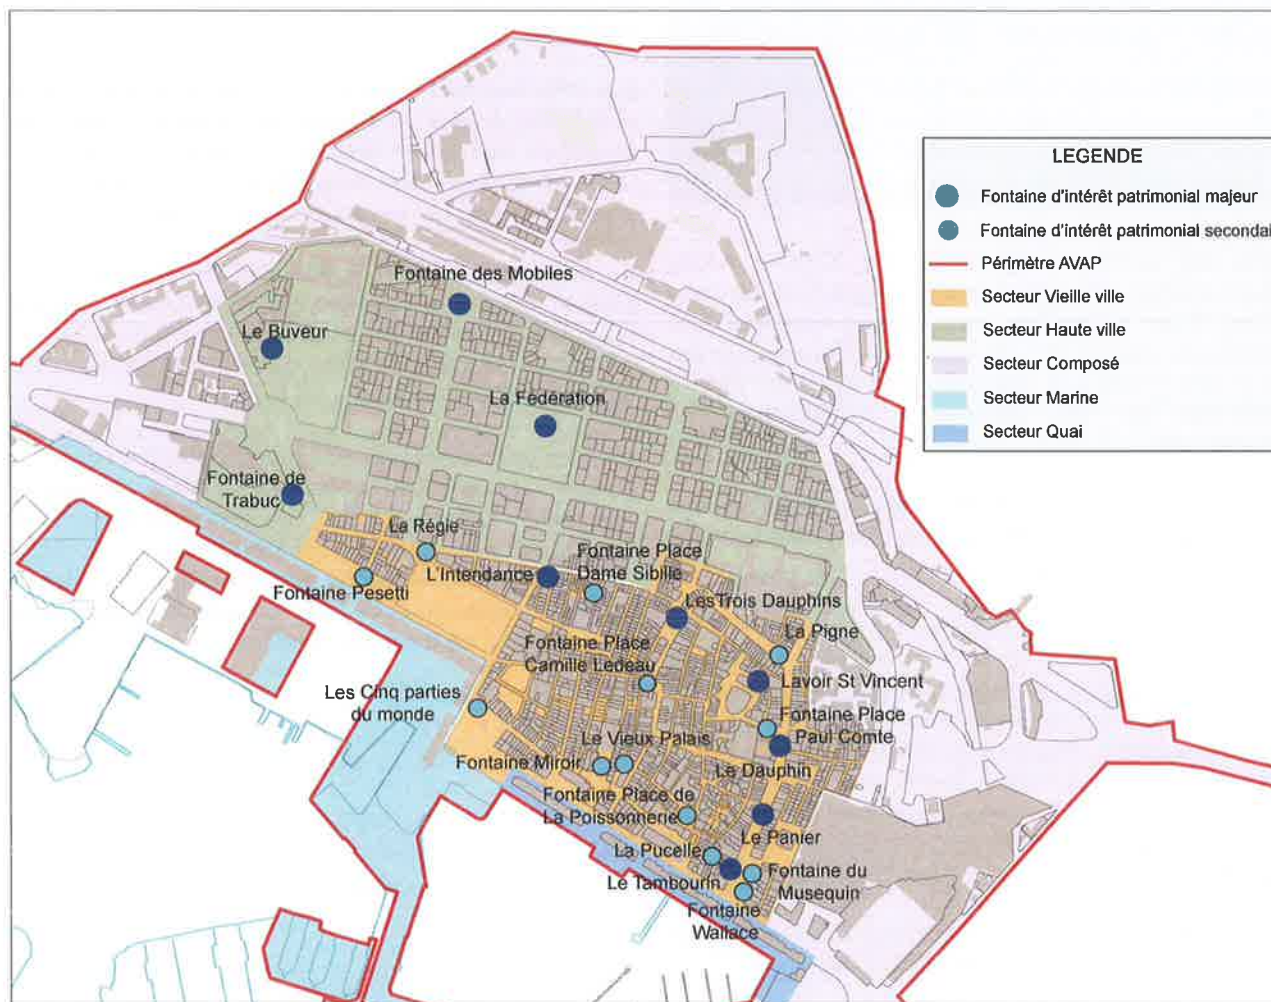 LEGENDE
Fontaine d'intérêt patrimonial majeur
Fontaine d'intérêt patrimonial secondai
Périmètre AVAP
Secteur Vieille ville
Secteur Haute ville
Secteur Composé
Secteur Marine
Secteur Quai
Fontaine des Mobiles
Le Buveur
La Fédération
Fontaine de
Trabuc
La Régie
Fontaine Place
Dame Sibille
L'Intendance
Fontaine Pesetti
LesTrois Dauphins
La Pigne
Fontaine Place
Camille Ledeau
Lavoir St Vincent
Les Cinq parties
du monde
Fontaine Place
Paul Comte
Le Vieux Palais
Fontaine Miroir
Le Dauphin
Fontaine Place de
La Poissonnerie
Le Panier
La Pucelle
Fontaine du
Musequin
Le Tambourin
Fontaine
Wallace